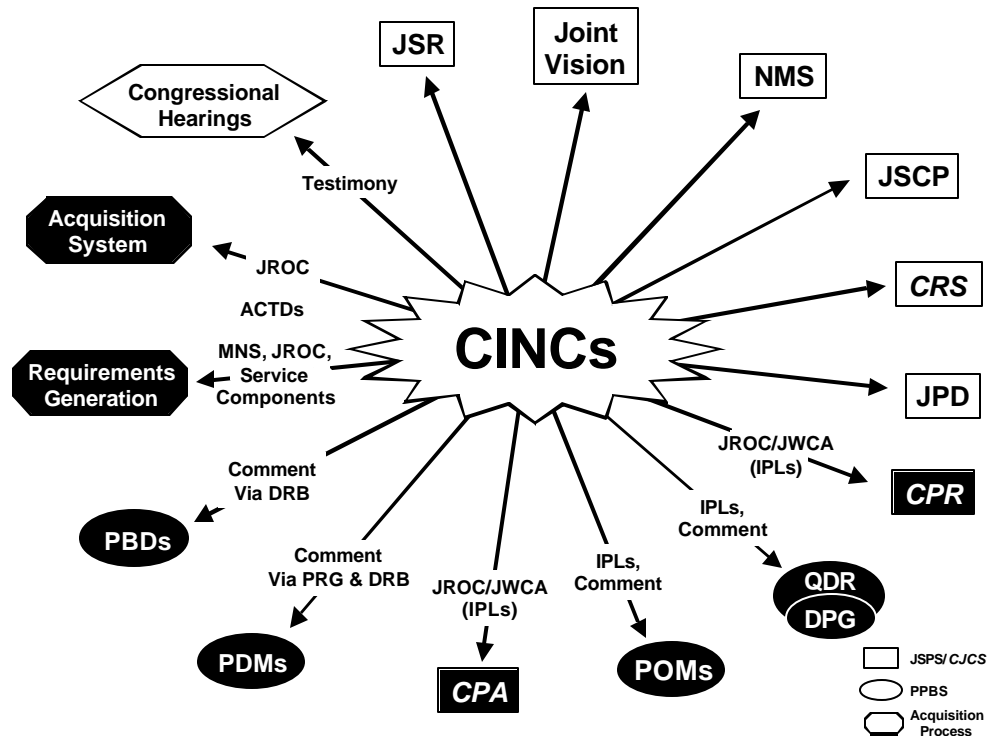 JSR
Joint
Vision
NMS
Congressional
Hearings
Testimony
JSCP
Acquisition
System
JROC
CRS
ACTDs
CINCs
MNS, JROC,
Service
Components
Requirements
Generation
JPD
JROC/JWCA
(IPLs)
CPR
Comment
Via DRB
PBDs
IPLs,
Comment
Comment
Via PRG & DRB
IPLs,
Comment
JROC/JWCA
(IPLs)
QDR
DPG
PDMs
CPA
POMs
JSPS/CJCS
PPBS
Acquisition
Process